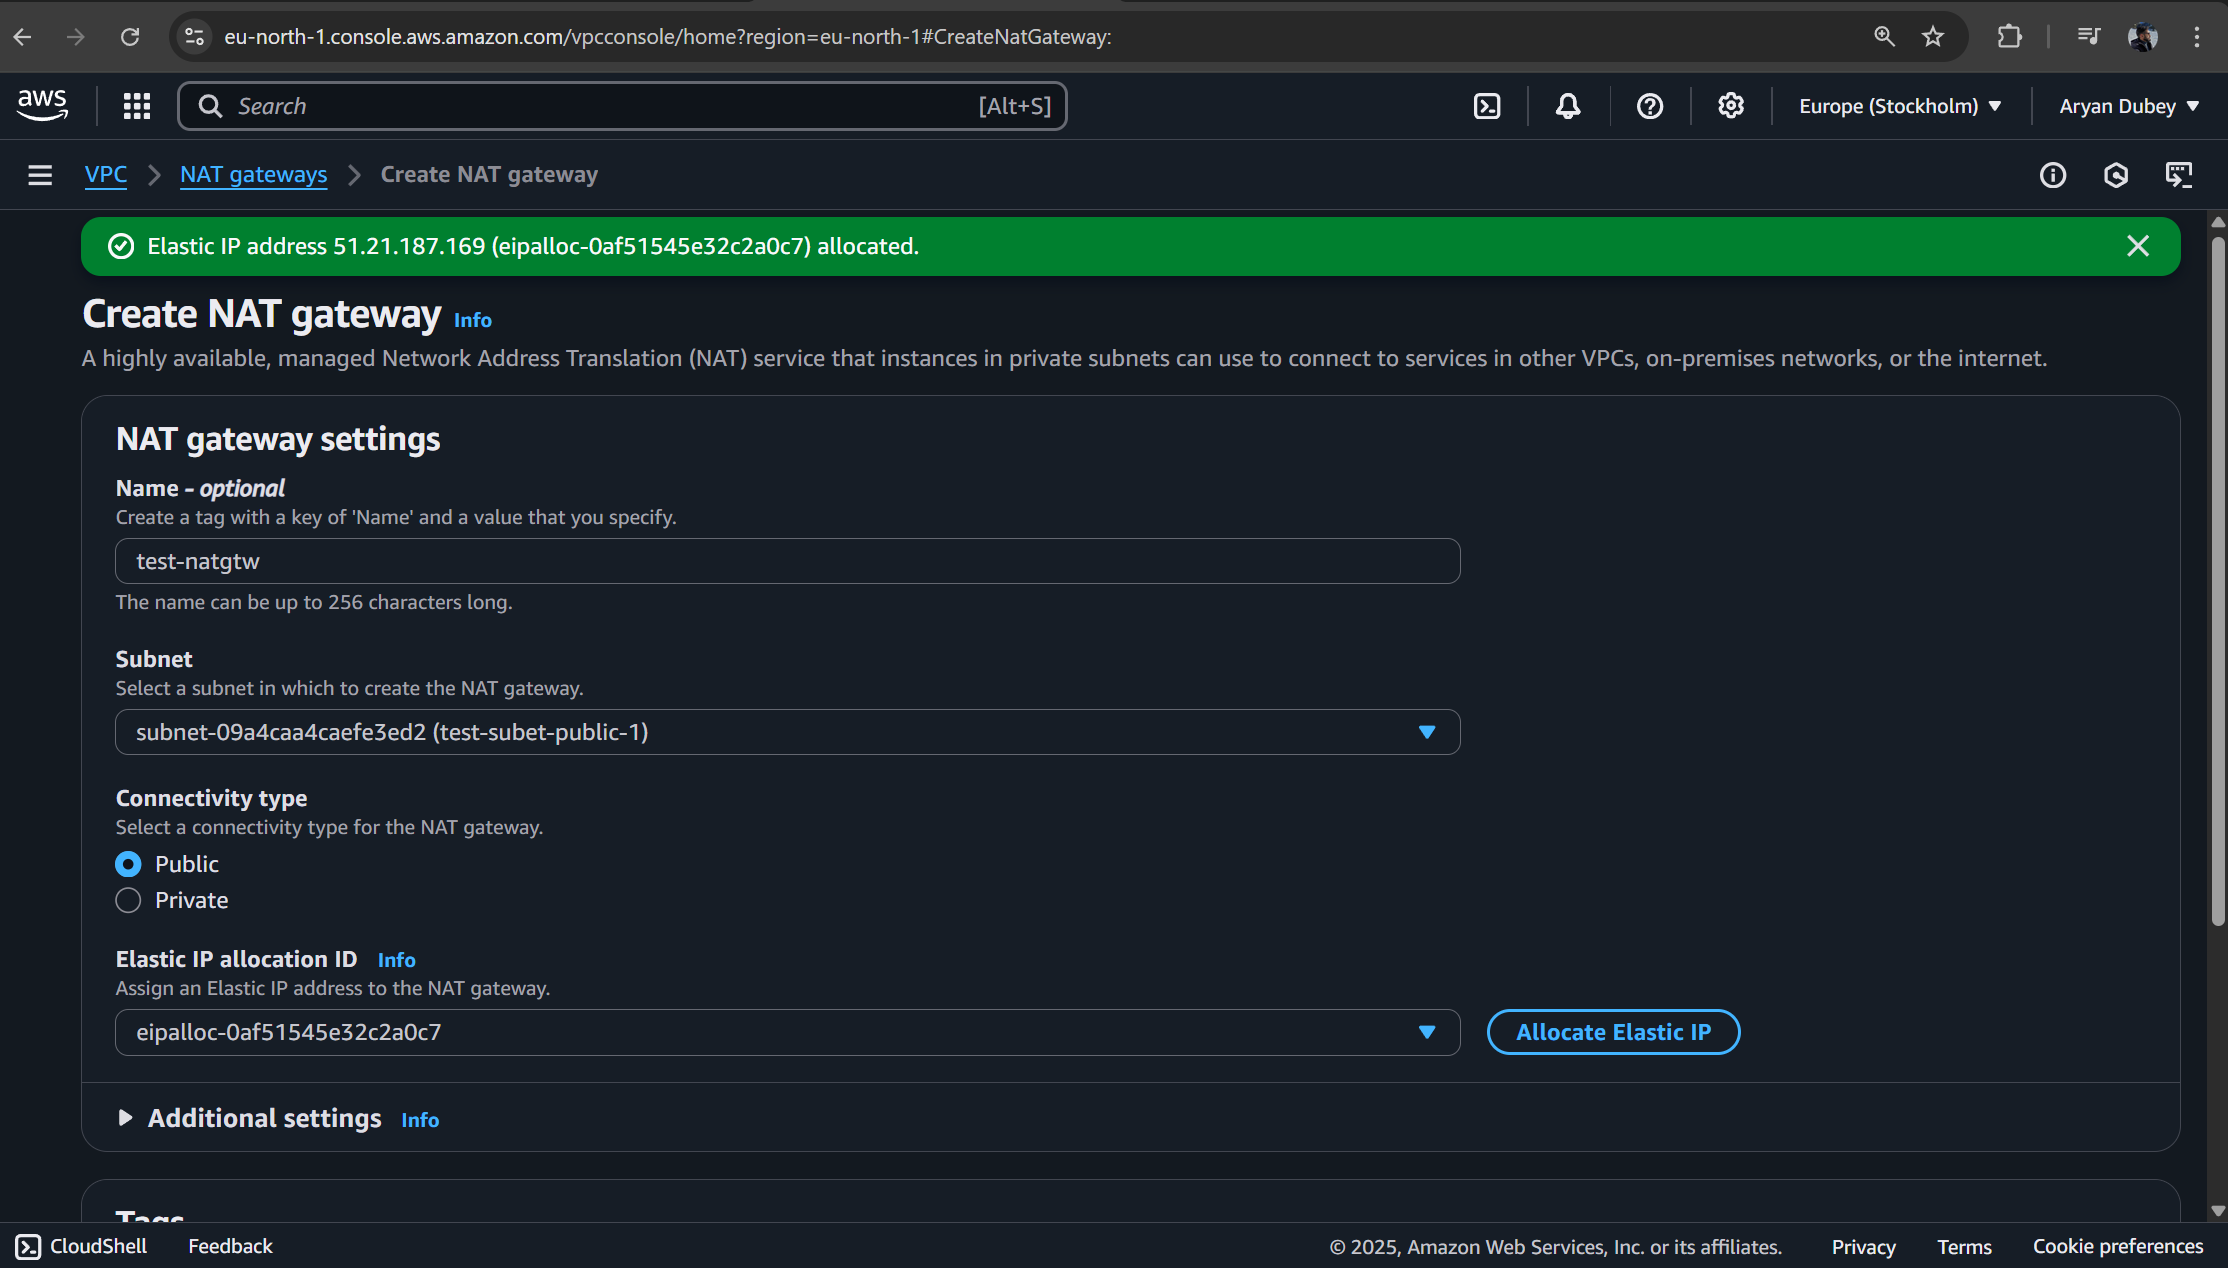 eu-north-1.console.aws.amazon.com/vpcconsole/home?region=eu-north-1#CreateNatGateway:
aws
Search
[Alt+S]
Europe (Stockholm)
Aryan Dubey
VPC
NAT gateways
Create NAT gateway
Elastic IP address 51.21.187.169 (eipalloc-0af51545e32c2a0c7) allocated.
Create NAT gateway Info
A highly available, managed Network Address Translation (NAT) service that instances in private subnets can use to connect to services in other VPCs, on-premises networks, or the internet.
NAT gateway settings
Name - optional
Create a tag with a key of 'Name' and a value that you specify.
test-natgtw
The name can be up to 256 characters long.
Subnet
Select a subnet in which to create the NAT gateway.
subnet-09a4caa4caefe3ed2 (test-subet-public-1)
Connectivity type
Select a connectivity type for the NAT gateway.
Public
Private
Elastic IP allocation ID Info
Assign an Elastic IP address to the NAT gateway.
eipalloc-0af51545e32c2a0c7
Allocate Elastic IP
Additional settings Info
Tags
CloudShell
Feedback
© 2025, Amazon Web Services, Inc. or its affiliates.
Privacy
Terms
Cookie preferences